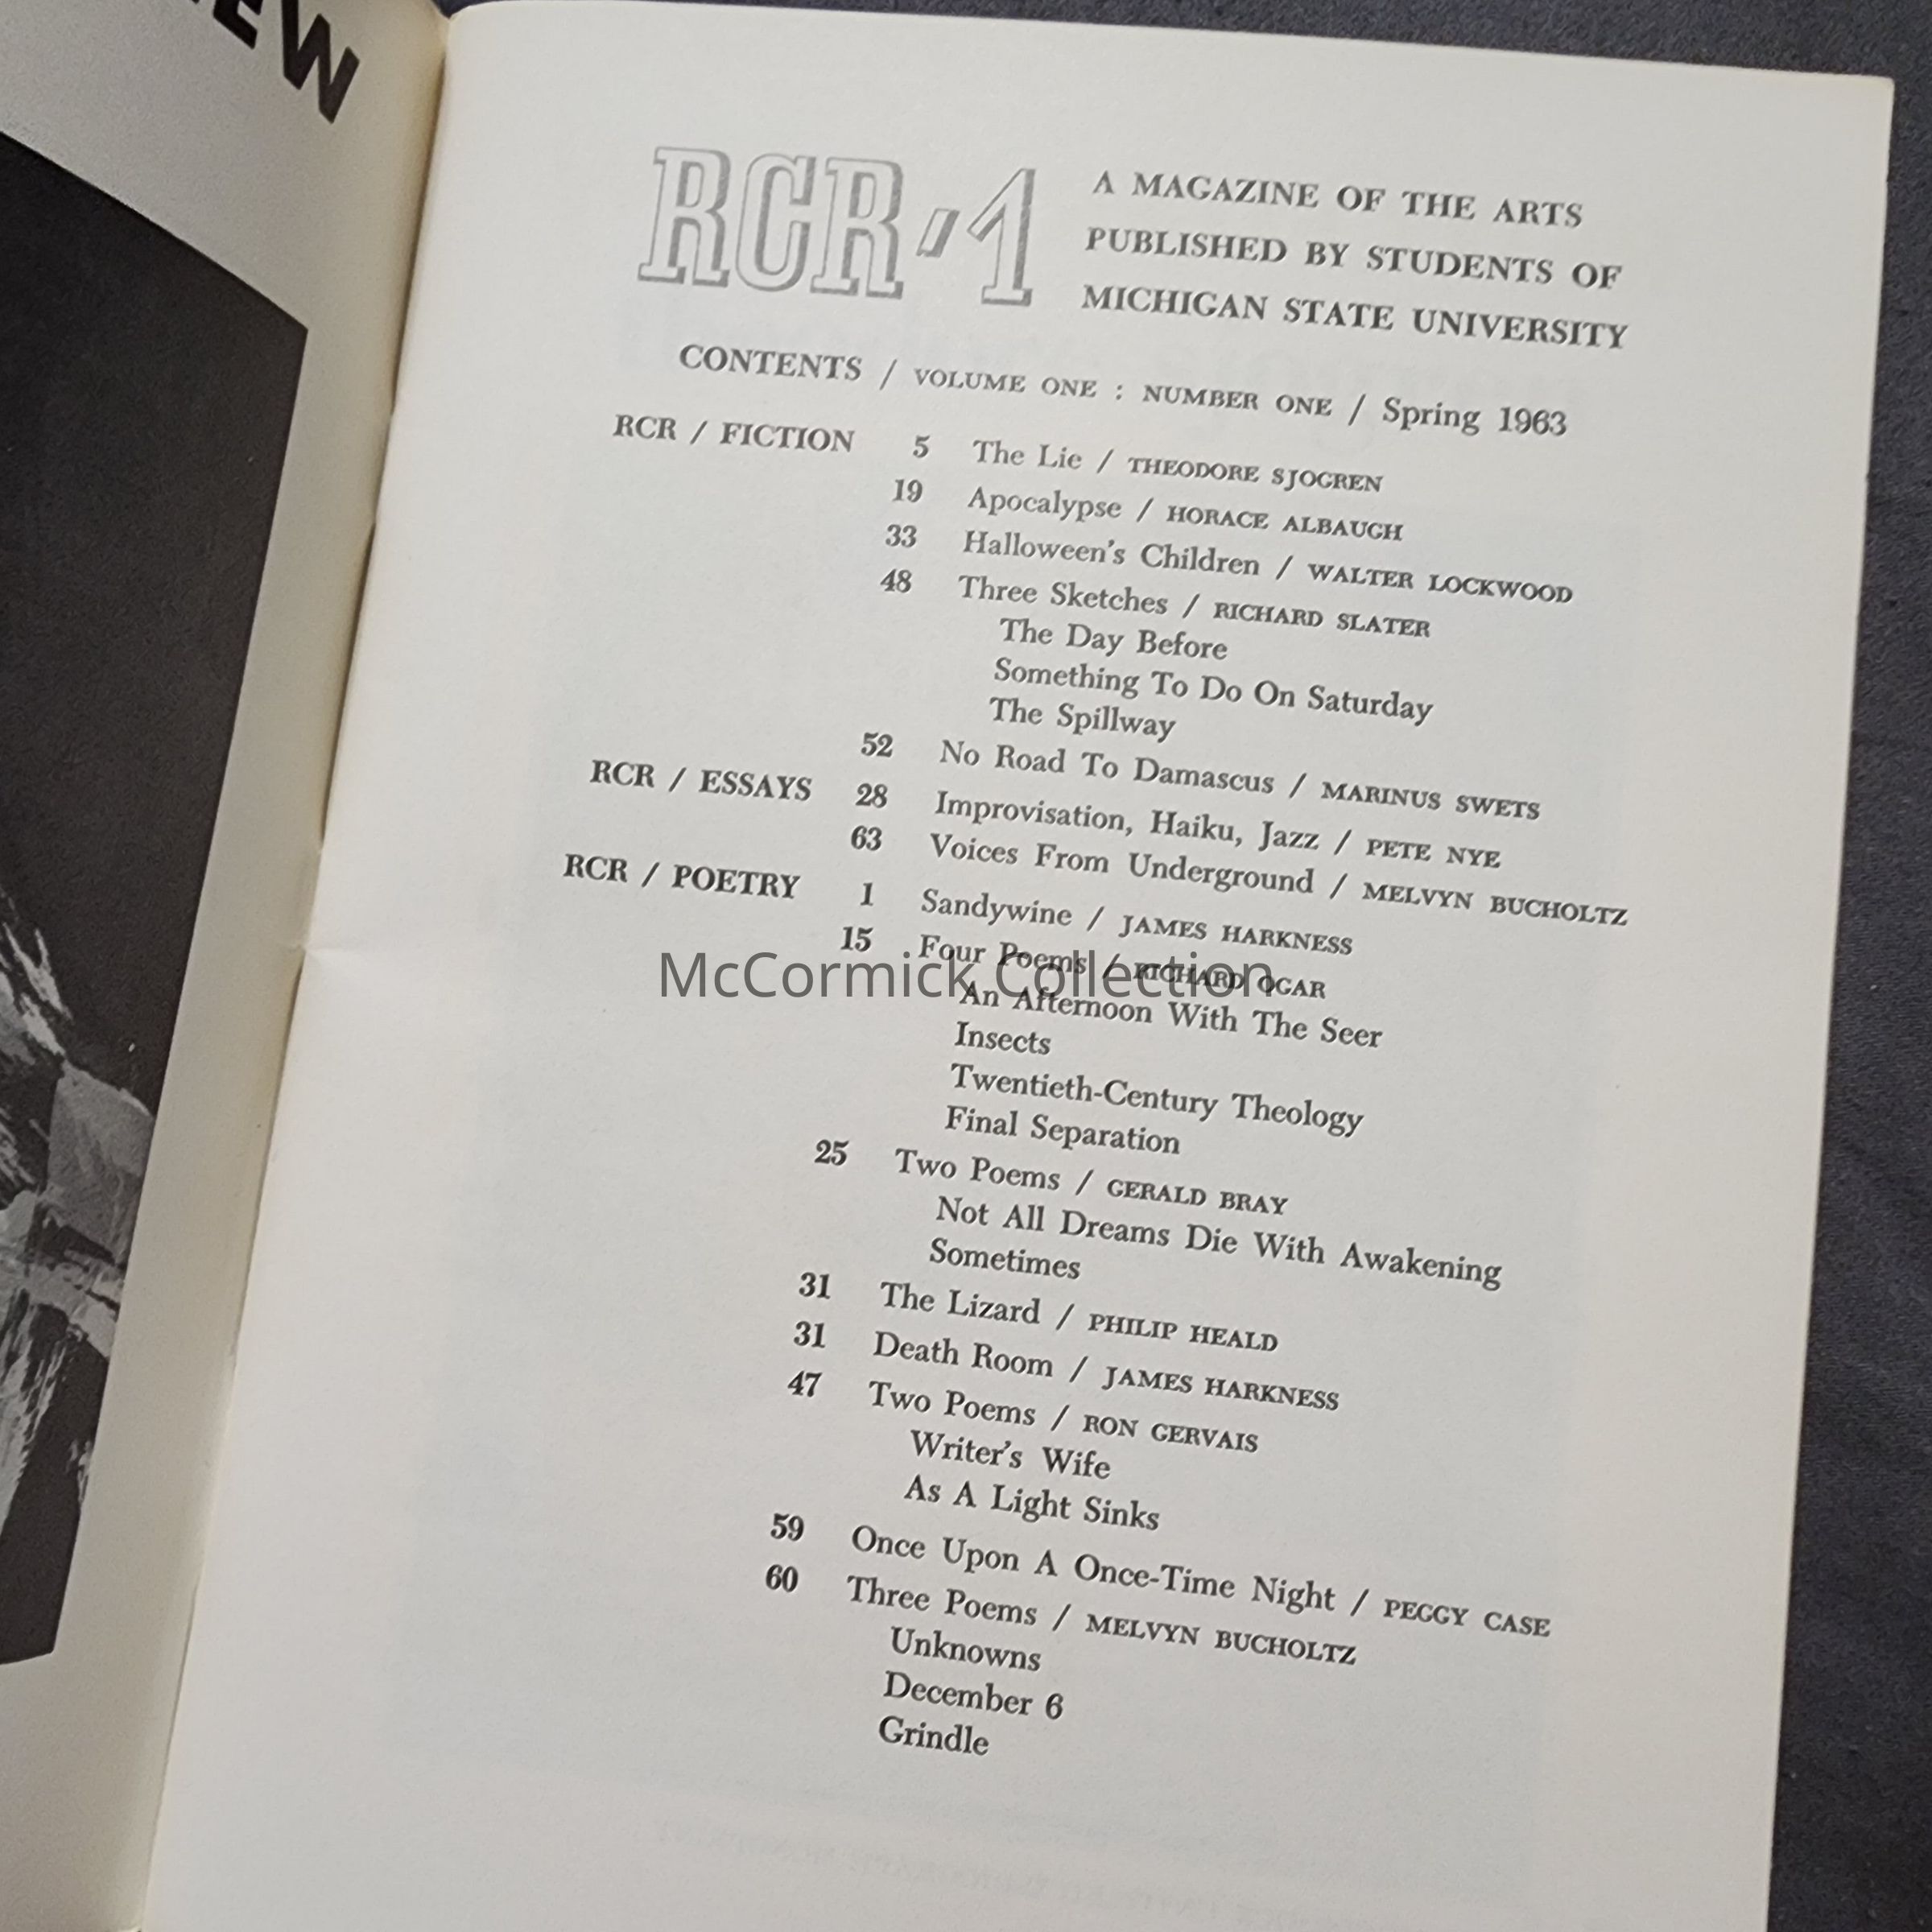 EW
RCR-1
A MAGAZINE OF THE ARTS
PUBLISHED BY STUDENTS OF
MICHIGAN STATE UNIVERSITY
CONTENTS / VOLUME ONE : NUMBER ONE / Spring 1963
RCR / FICTION 5 The Lie / THEODORE SJOGREN
19 Apocalypse / HORACE ALBAUGH
33 Halloween's Children / WALTER LOCKWOOD
48 Three Sketches / RICHARD SLATER
The Day Before
Something To Do On Saturday
The Spillway
52 No Road To Damascus / MARINUS SWETS
RCR / ESSAYS 28 Improvisation, Haiku, Jazz / PETE NYE
63 Voices From Underground / MELVYN BUCHOLTZ
RCR / POETRY 1 Sandywine / JAMES HARKNESS
15 Four Poems / RICHARD OGAR
McCormick Collection
An Afternoon With The Seer
Insects
Twentieth-Century Theology
Final Separation
25 Two Poems / GERALD BRAY
Not All Dreams Die With Awakening
Sometimes
31 The Lizard / PHILIP HEALD
31 Death Room / JAMES HARKNESS
47 Two Poems / RON GERVAIS
Writer's Wife
As A Light Sinks
59 Once Upon A Once-Time Night / PEGGY CASE
60 Three Poems / MELVYN BUCHOLTZ
Unknowns
December 6
Grindle